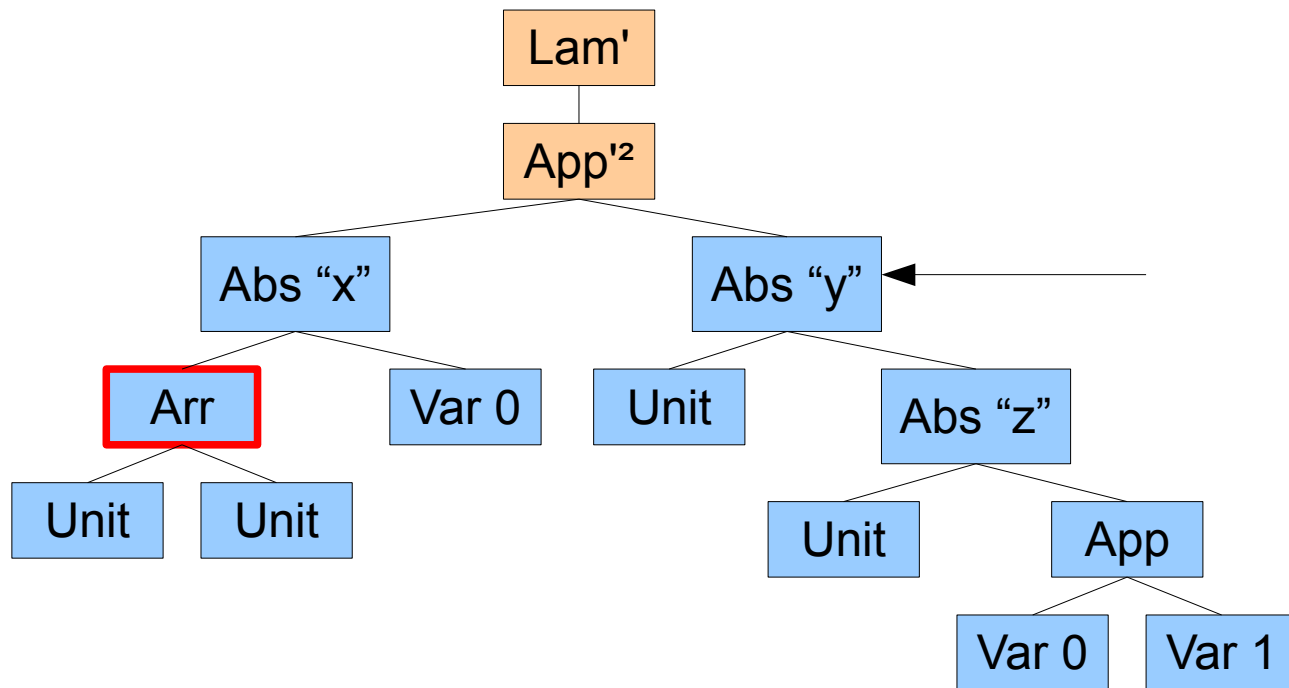 Lam'
App'²
Abs “x”
Abs “y”
Arr
Var 0
Unit
Abs “z”
Unit
Unit
Unit
App
Var 0
Var 1